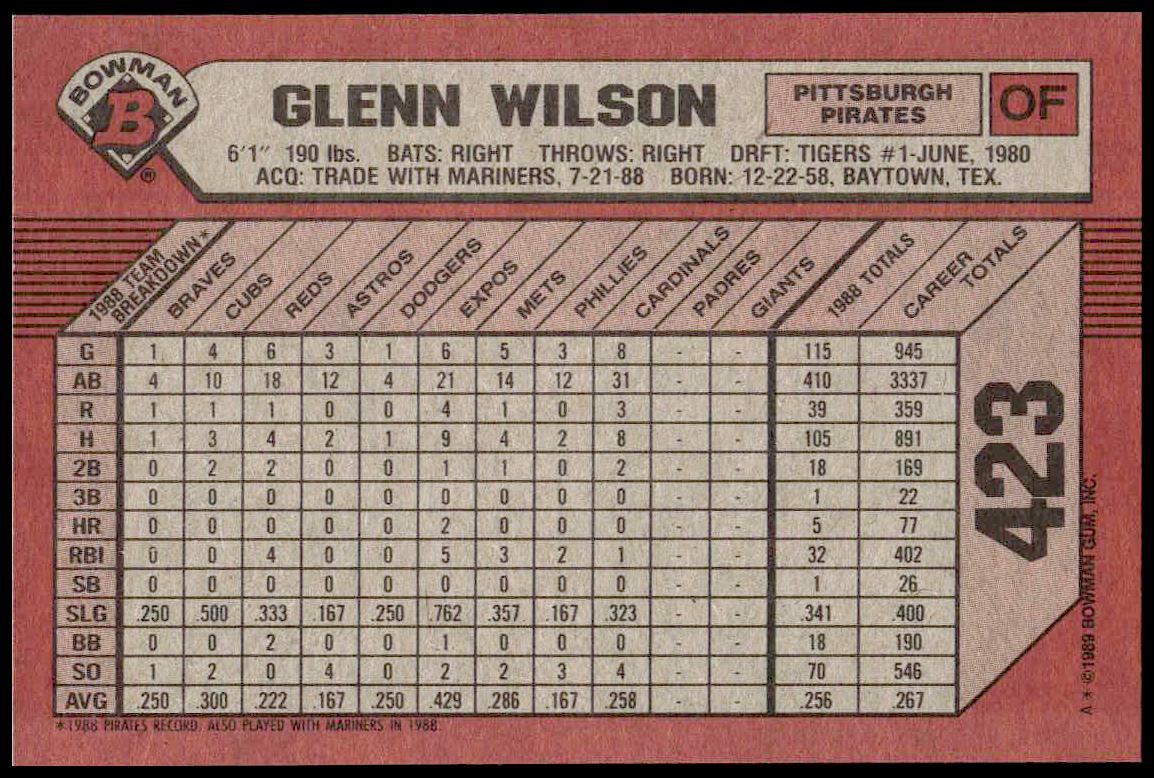 BOWMAN
B
®
GLENN WILSON
PITTSBURGH
PIRATES
OF
6'1" 190 lbs. BATS: RIGHT THROWS: RIGHT DRFT: TIGERS #1-JUNE, 1980
ACQ: TRADE WITH MARINERS, 7-21-88 BORN: 12-22-58, BAYTOWN, TEX.
1988 TEAM
BREAKDOWN* BRAVES CUBS REDS ASTROS DODGERS EXPOS METS PHILLIES CARDINALS PADRES GIANTS 1988 TOTALS CAREER
TOTALS
G 1 4 6 3 1 6 5 3 8 - - 115 945
AB 4 10 18 12 4 21 14 12 31 - - 410 3337
R 1 1 1 0 0 4 1 0 3 - - 39 359
H 1 3 4 2 1 9 4 2 8 - - 105 891
2B 0 2 2 0 0 1 1 0 2 - - 18 169
3B 0 0 0 0 0 0 0 0 0 - - 1 22
HR 0 0 0 0 0 2 0 0 0 - - 5 77
RBI 0 0 4 0 0 5 3 2 1 - - 32 402
SB 0 0 0 0 0 0 0 0 0 - - 1 26
SLG .250 .500 .333 .167 .250 .762 .357 .167 .323 - - .341 .400
BB 0 0 2 0 0 1 0 0 0 - - 18 190
SO 1 2 0 4 0 2 2 3 4 - - 70 546
AVG .250 .300 .222 .167 .250 .429 .286 .167 .258 - - .256 .267
*1988 PIRATES RECORD. ALSO PLAYED WITH MARINERS IN 1988.
423
A * ©1989 BOWMAN GUM, INC.